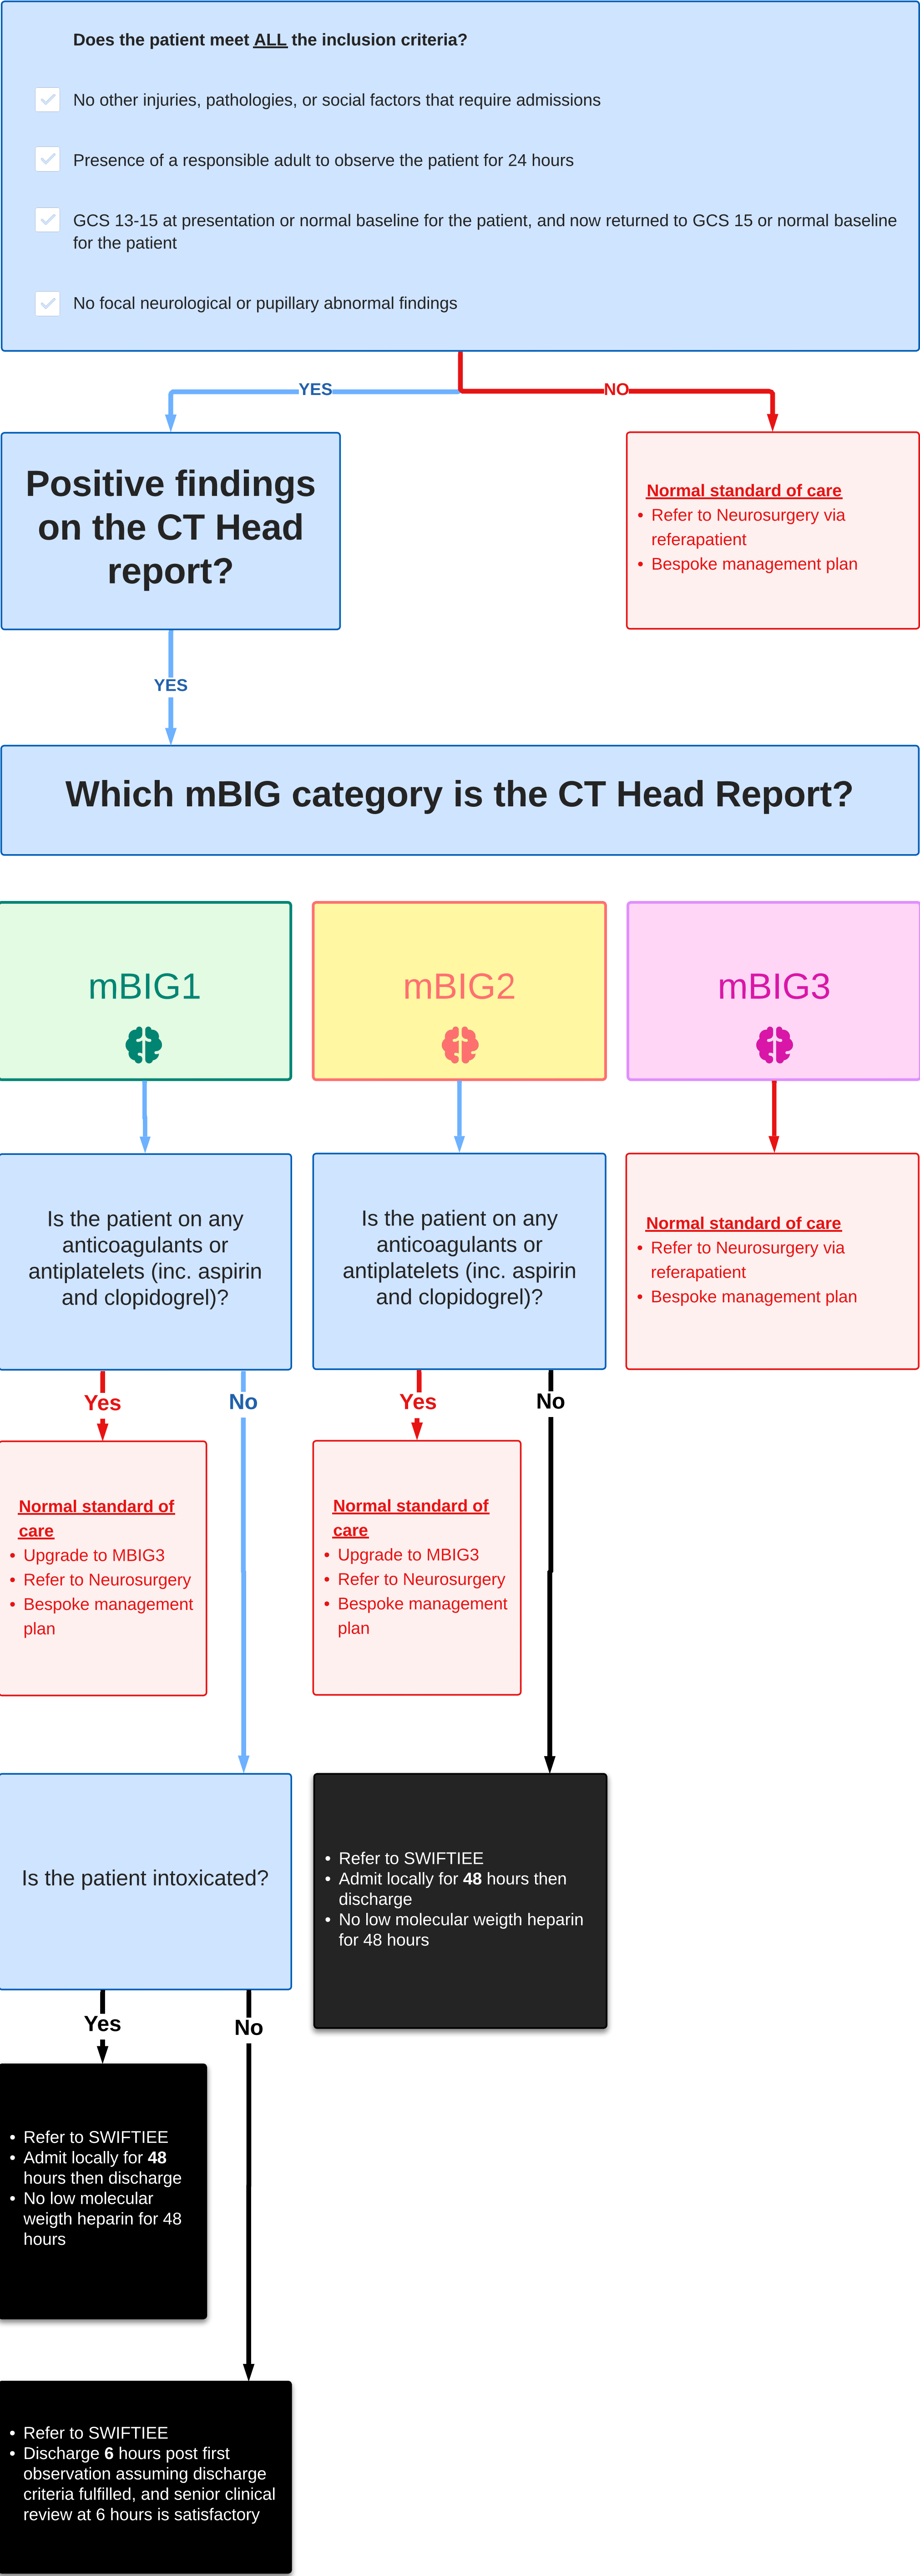 Does the patient meet ALL the inclusion criteria?
No other injuries, pathologies, or social factors that require admissions
Presence of a responsible adult to observe the patient for 24 hours
GCS 13-15 at presentation or normal baseline for the patient, and now returned to GCS 15 or normal baseline
for the patient
No focal neurological or pupillary abnormal findings
YES
NO
Positive findings
on the CT Head
report?
Normal standard of care
• Refer to Neurosurgery via
referapatient
• Bespoke management plan
YES
Which mBIG category is the CT Head Report?
mBIG1
mBIG2
mBIG3
Is the patient on any
anticoagulants or
antiplatelets (inc. aspirin
and clopidogrel)?
Is the patient on any
anticoagulants or
antiplatelets (inc. aspirin
and clopidogrel)?
Normal standard of care
• Refer to Neurosurgery via
referapatient
• Bespoke management plan
Yes
No
Yes
No
Normal standard of
care
• Upgrade to MBIG3
• Refer to Neurosurgery
• Bespoke management
plan
Normal standard of
care
• Upgrade to MBIG3
• Refer to Neurosurgery
• Bespoke management
plan
Is the patient intoxicated?
• Refer to SWIFTIEE
• Admit locally for 48 hours then
discharge
• No low molecular weigth heparin
for 48 hours
Yes
No
• Refer to SWIFTIEE
• Admit locally for 48
hours then discharge
• No low molecular
weigth heparin for 48
hours
• Refer to SWIFTIEE
• Discharge 6 hours post first
observation assuming discharge
criteria fulfilled, and senior clinical
review at 6 hours is satisfactory